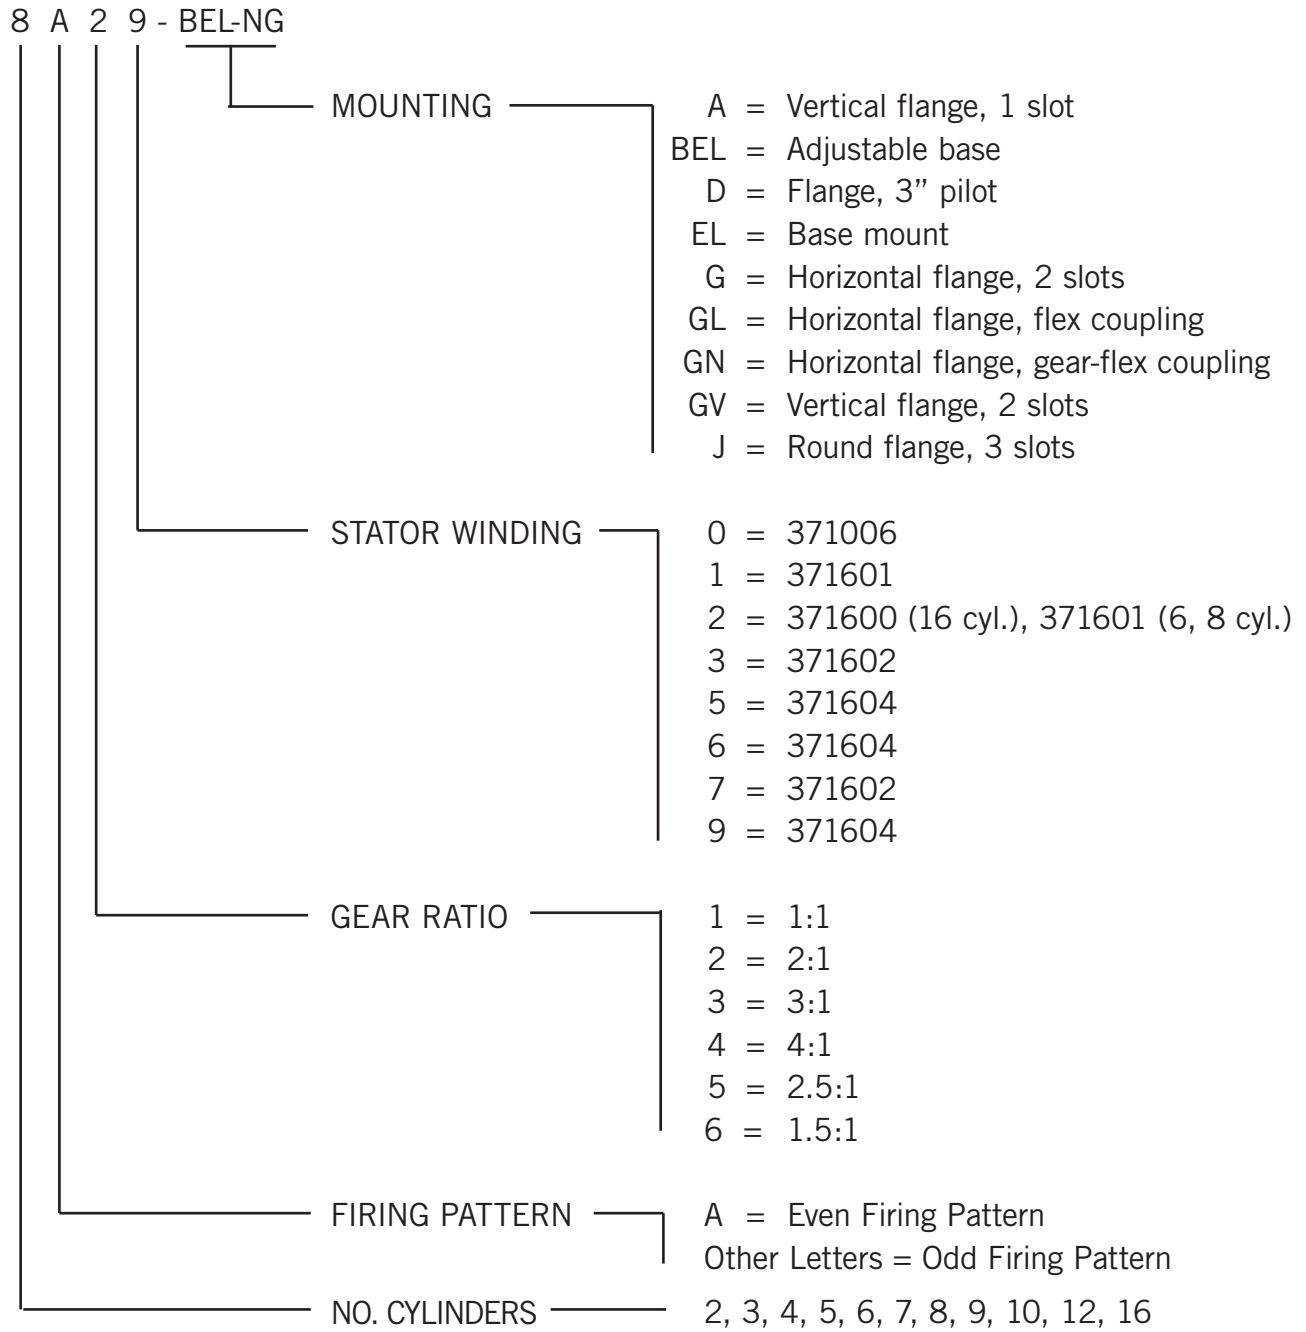 8 A 2 9 - BEL-NG
MOUNTING A = Vertical flange, 1 slot
BEL = Adjustable base
D = Flange, 3” pilot
EL = Base mount
G = Horizontal flange, 2 slots
GL = Horizontal flange, flex coupling
GN = Horizontal flange, gear-flex coupling
GV = Vertical flange, 2 slots
J = Round flange, 3 slots
STATOR WINDING 0 = 371006
1 = 371601
2 = 371600 (16 cyl.), 371601 (6, 8 cyl.)
3 = 371602
5 = 371604
6 = 371604
7 = 371602
9 = 371604
GEAR RATIO 1 = 1:1
2 = 2:1
3 = 3:1
4 = 4:1
5 = 2.5:1
6 = 1.5:1
FIRING PATTERN A = Even Firing Pattern
Other Letters = Odd Firing Pattern
NO. CYLINDERS 2, 3, 4, 5, 6, 7, 8, 9, 10, 12, 16